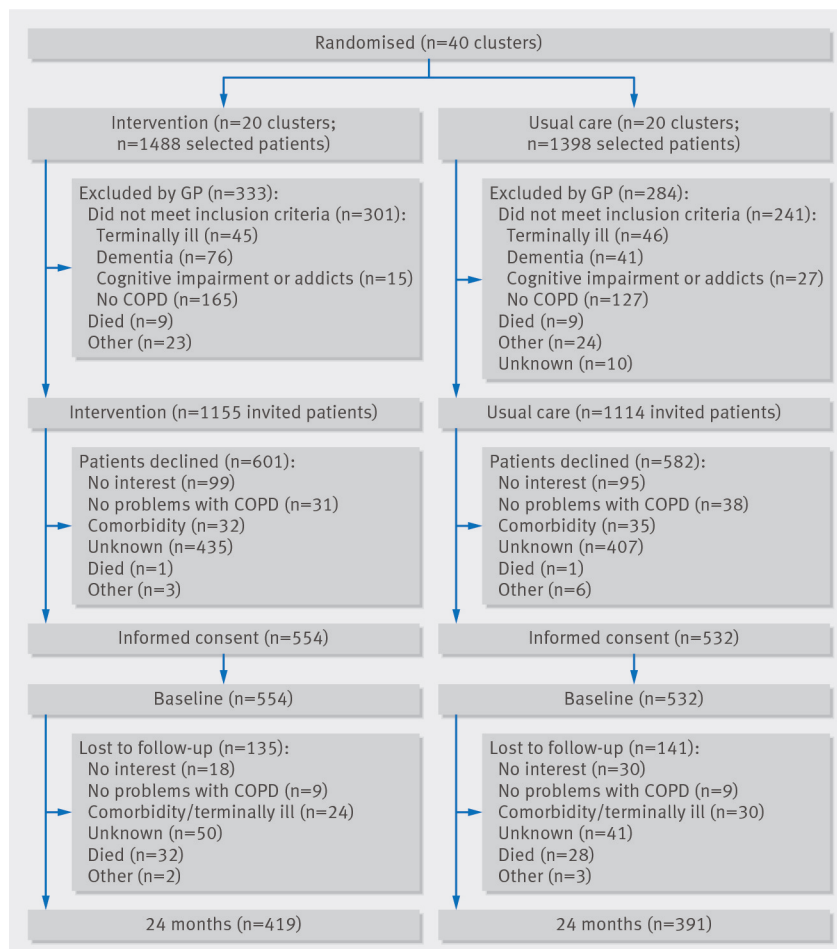 Randomised (n=40 clusters)
Intervention (n=20 clusters;
n=1488 selected patients)
Excluded by GP (n=333):
Did not meet inclusion criteria (n=301):
Terminally ill (n=45)
Dementia (n=76)
Cognitive impairment or addicts (n=15)
No COPD (n=165)
Died (n=9)
Other (n=23)
Intervention (n=1155 invited patients)
Patients declined (n=601):
No interest (n=99)
No problems with COPD (n=31)
Comorbidity (n=32)
Unknown (n=435)
Died (n=1)
Other (n=3)
Informed consent (n=554)
Baseline (n=554)
Lost to follow-up (n=135):
No interest (n=18)
No problems with COPD (n=9)
Comorbidity/terminally ill (n=24)
Unknown (n=50)
Died (n=32)
Other (n=2)
24 months (n=419)
Usual care (n=20 clusters;
n=1398 selected patients)
Excluded by GP (n=284):
Did not meet inclusion criteria (n=241):
Terminally ill (n=46)
Dementia (n=41)
Cognitive impairment or addicts (n=27)
No COPD (n=127)
Died (n=9)
Other (n=24)
Unknown (n=10)
Usual care (n=1114 invited patients)
Patients declined (n=582):
No interest (n=95)
No problems with COPD (n=38)
Comorbidity (n=35)
Unknown (n=407)
Died (n=1)
Other (n=6)
Informed consent (n=532)
Baseline (n=532)
Lost to follow-up (n=141):
No interest (n=30)
No problems with COPD (n=9)
Comorbidity/terminally ill (n=30)
Unknown (n=41)
Died (n=28)
Other (n=3)
24 months (n=391)